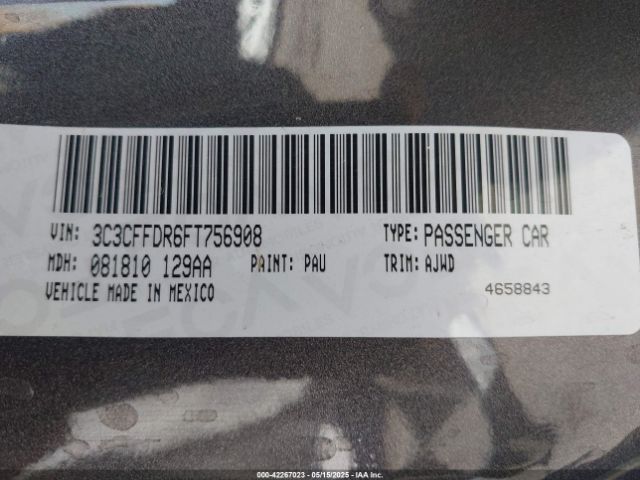 VIN: 3C3CFFDR6FT756908 TYPE: PASSENGER CAR
MDH: 081810 129AA PAINT: PAU TRIM: AJWD
VEHICLE MADE IN MEXICO 4658843
000-42267023 - 05/15/2025 - IAA Inc.